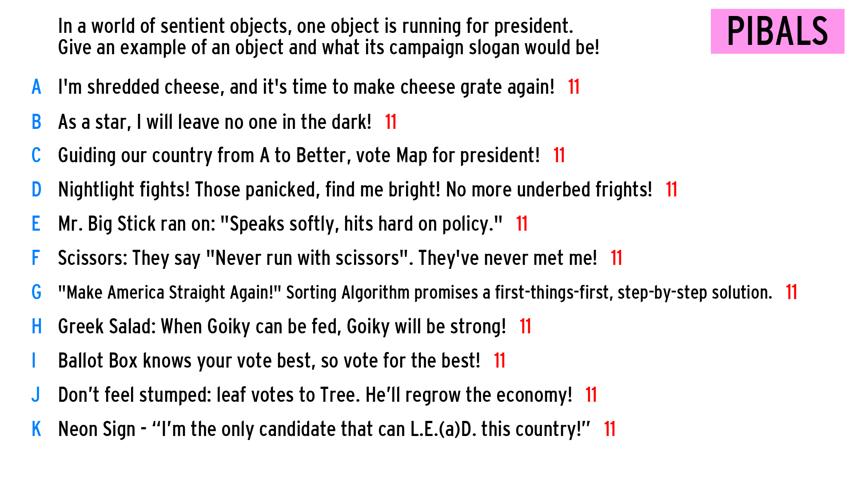 In a world of sentient objects, one object is running for president.
Give an example of an object and what its campaign slogan would be!
PIBALS
A I'm shredded cheese, and it's time to make cheese grate again! 11
B As a star, I will leave no one in the dark! 11
C Guiding our country from A to Better, vote Map for president! 11
D Nightlight fights! Those panicked, find me bright! No more underbed frights! 11
E Mr. Big Stick ran on: "Speaks softly, hits hard on policy." 11
F Scissors: They say "Never run with scissors". They've never met me! 11
G "Make America Straight Again!" Sorting Algorithm promises a first-things-first, step-by-step solution. 11
H Greek Salad: When Goiky can be fed, Goiky will be strong! 11
I Ballot Box knows your vote best, so vote for the best! 11
J Don’t feel stumped: leaf votes to Tree. He’ll regrow the economy! 11
K Neon Sign - “I’m the only candidate that can L.E.(a)D. this country!” 11